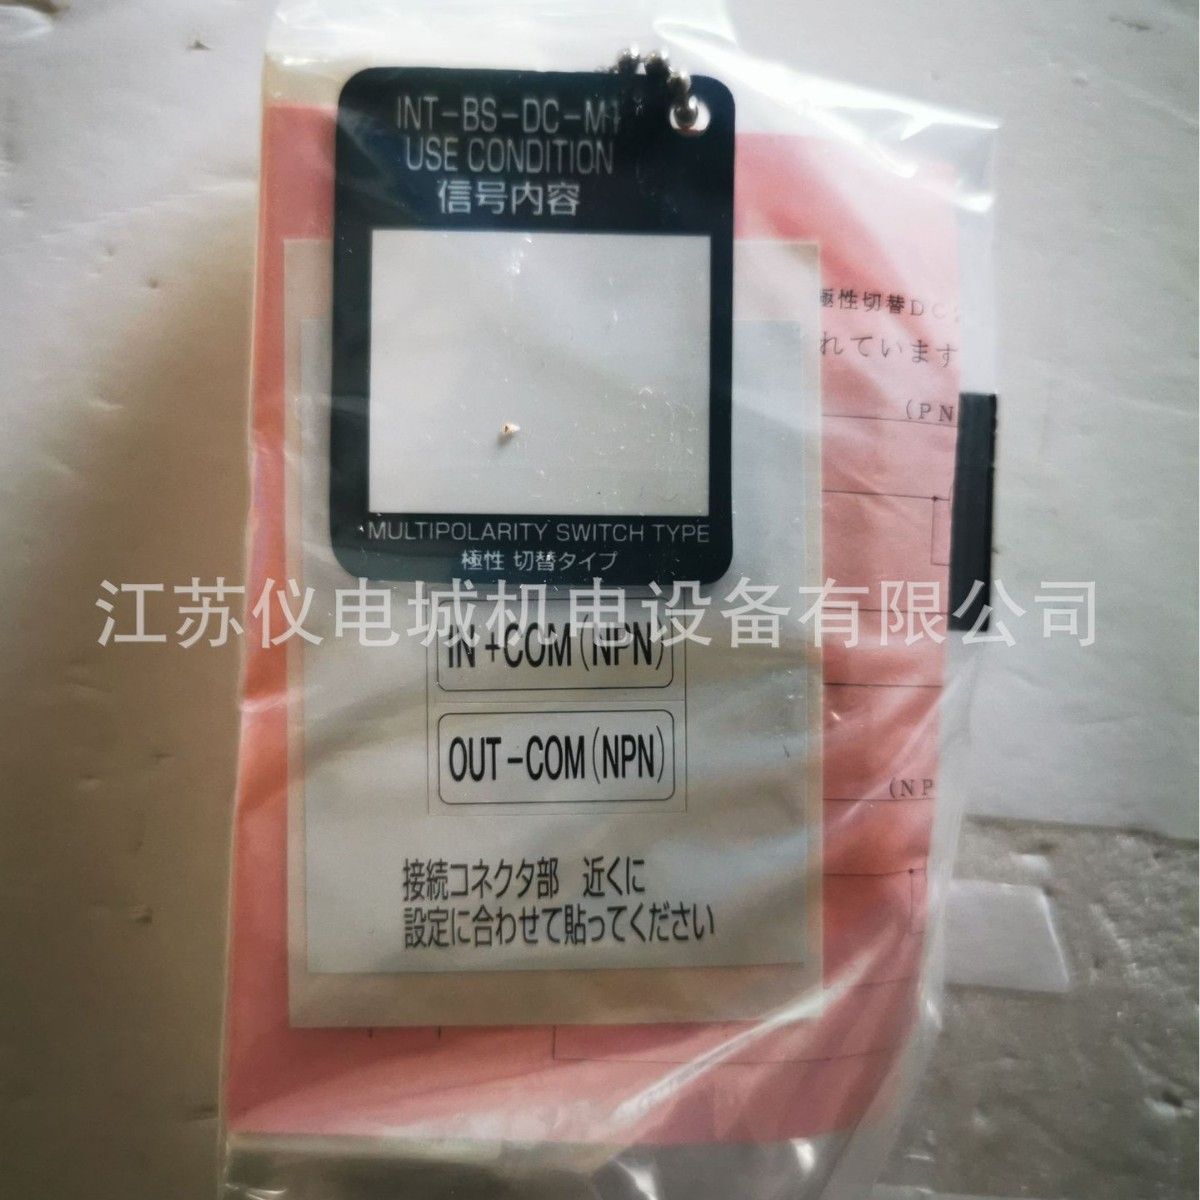 INT-BS-DC-M1
USE CONDITION
信号内容
極性切替DC
れています
(PN
MULTIPOLARITY SWITCH TYPE
極性 切替タイプ
江苏仪电城机电设备有限公司
IN +COM(NPN)
OUT-COM(NPN)
(NP
接続コネクタ部 近くに
設定に合わせて貼ってください